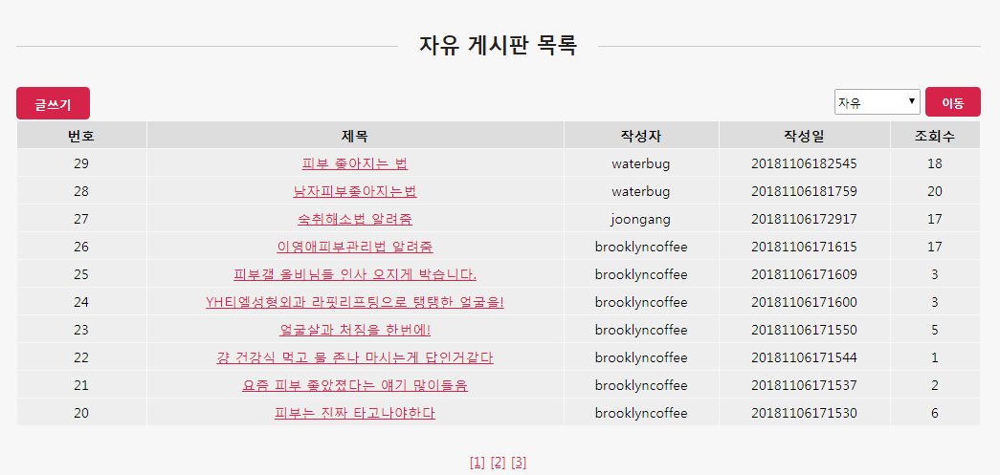 자유 게시판 목록
글쓰기 자유 이동
번호 제목 작성자 작성일 조회수
29 피부 좋아지는 법 waterbug 20181106182545 18
28 남자피부좋아지는법 waterbug 20181106181759 20
27 숙취해소법 알려줌 joongang 20181106172917 17
26 이영애피부관리법 알려줌 brooklyncoffee 20181106171615 17
25 피부갤 올비님들 인사 오지게 박습니다. brooklyncoffee 20181106171609 3
24 YH티엘성형외과 라핏리프팅으로 탱탱한 얼굴을! brooklyncoffee 20181106171600 3
23 얼굴살과 처짐을 한번에! brooklyncoffee 20181106171550 5
22 걍 건강식 먹고 물 존나 마시는게 답인거같다 brooklyncoffee 20181106171544 1
21 요즘 피부 좋았졌다는 얘기 많이들음 brooklyncoffee 20181106171537 2
20 피부는 진짜 타고나야한다 brooklyncoffee 20181106171530 6
[1] [2] [3]